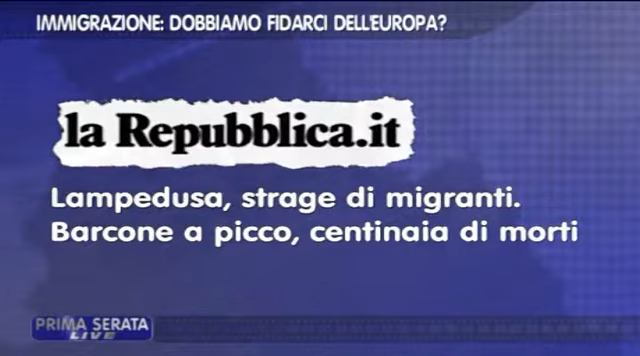 IMMIGRAZIONE: DOBBIAMO FIDARCI DELL'EUROPA?
la Repubblica.it
Lampedusa, strage di migranti.
Barcone a picco, centinaia di morti
PRIMA SERATA
LIVE